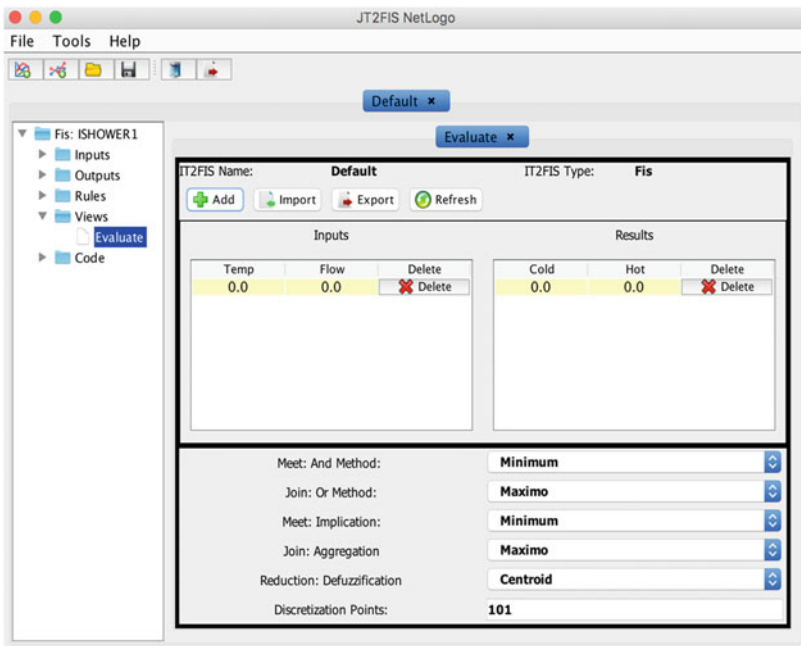 JT2FIS NetLogo
File Tools Help
Default ×
Fis: ISHOWER1
Inputs
Outputs
Rules
Views
Evaluate
Code
Evaluate ×
IT2FIS Name: Default IT2FIS Type: Fis
Add Import Export Refresh
Inputs Results
Temp Flow Delete Cold Hot Delete
0.0 0.0 Delete 0.0 0.0 Delete
Meet: And Method: Minimum
Join: Or Method: Maximo
Meet: Implication: Minimum
Join: Aggregation Maximo
Reduction: Defuzzification Centroid
Discretization Points: 101